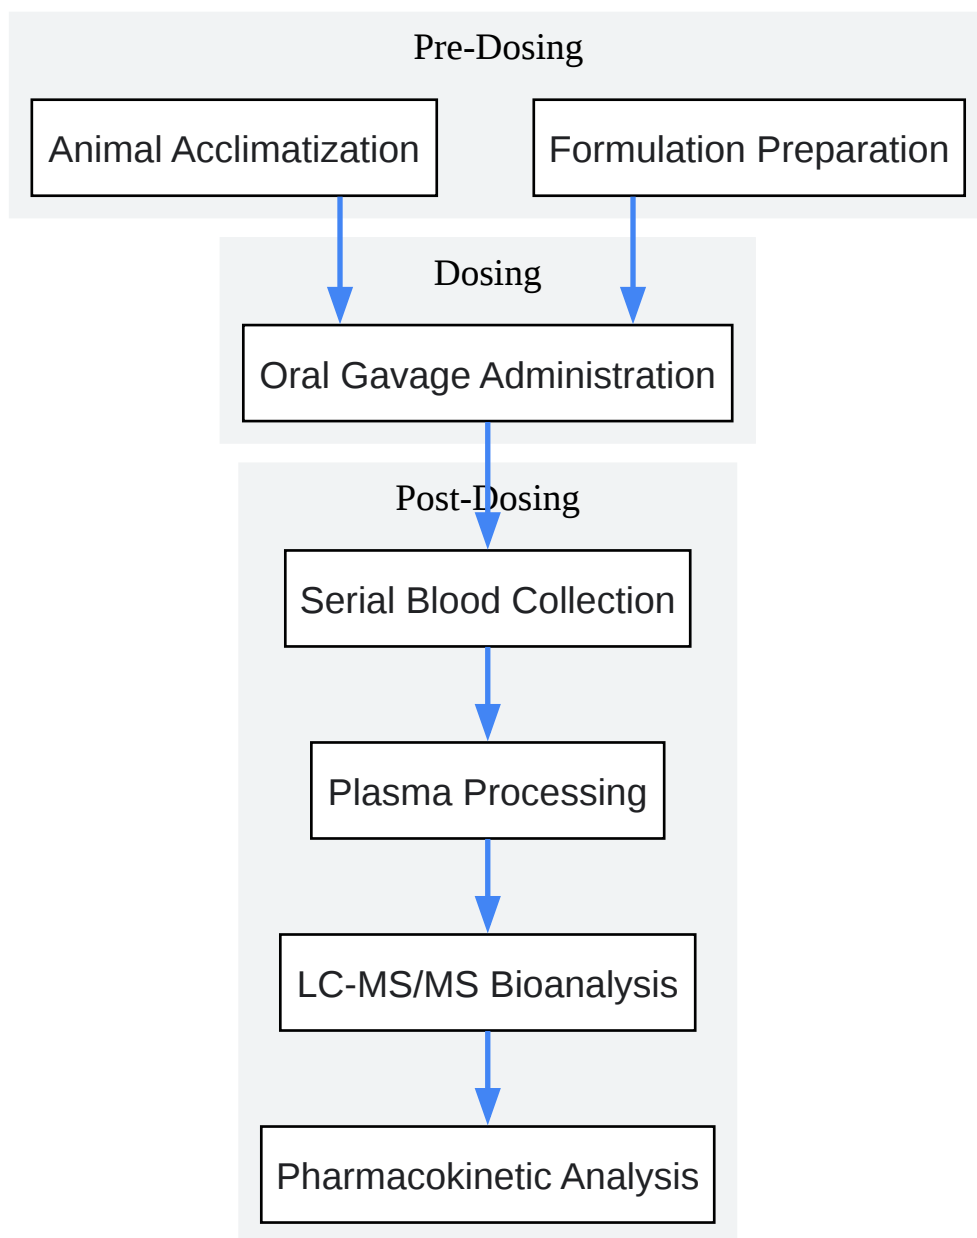 Pre-Dosing
Animal Acclimatization
Formulation Preparation
Dosing
Oral Gavage Administration
Post-Dosing
Serial Blood Collection
Plasma Processing
LC-MS/MS Bioanalysis
Pharmacokinetic Analysis